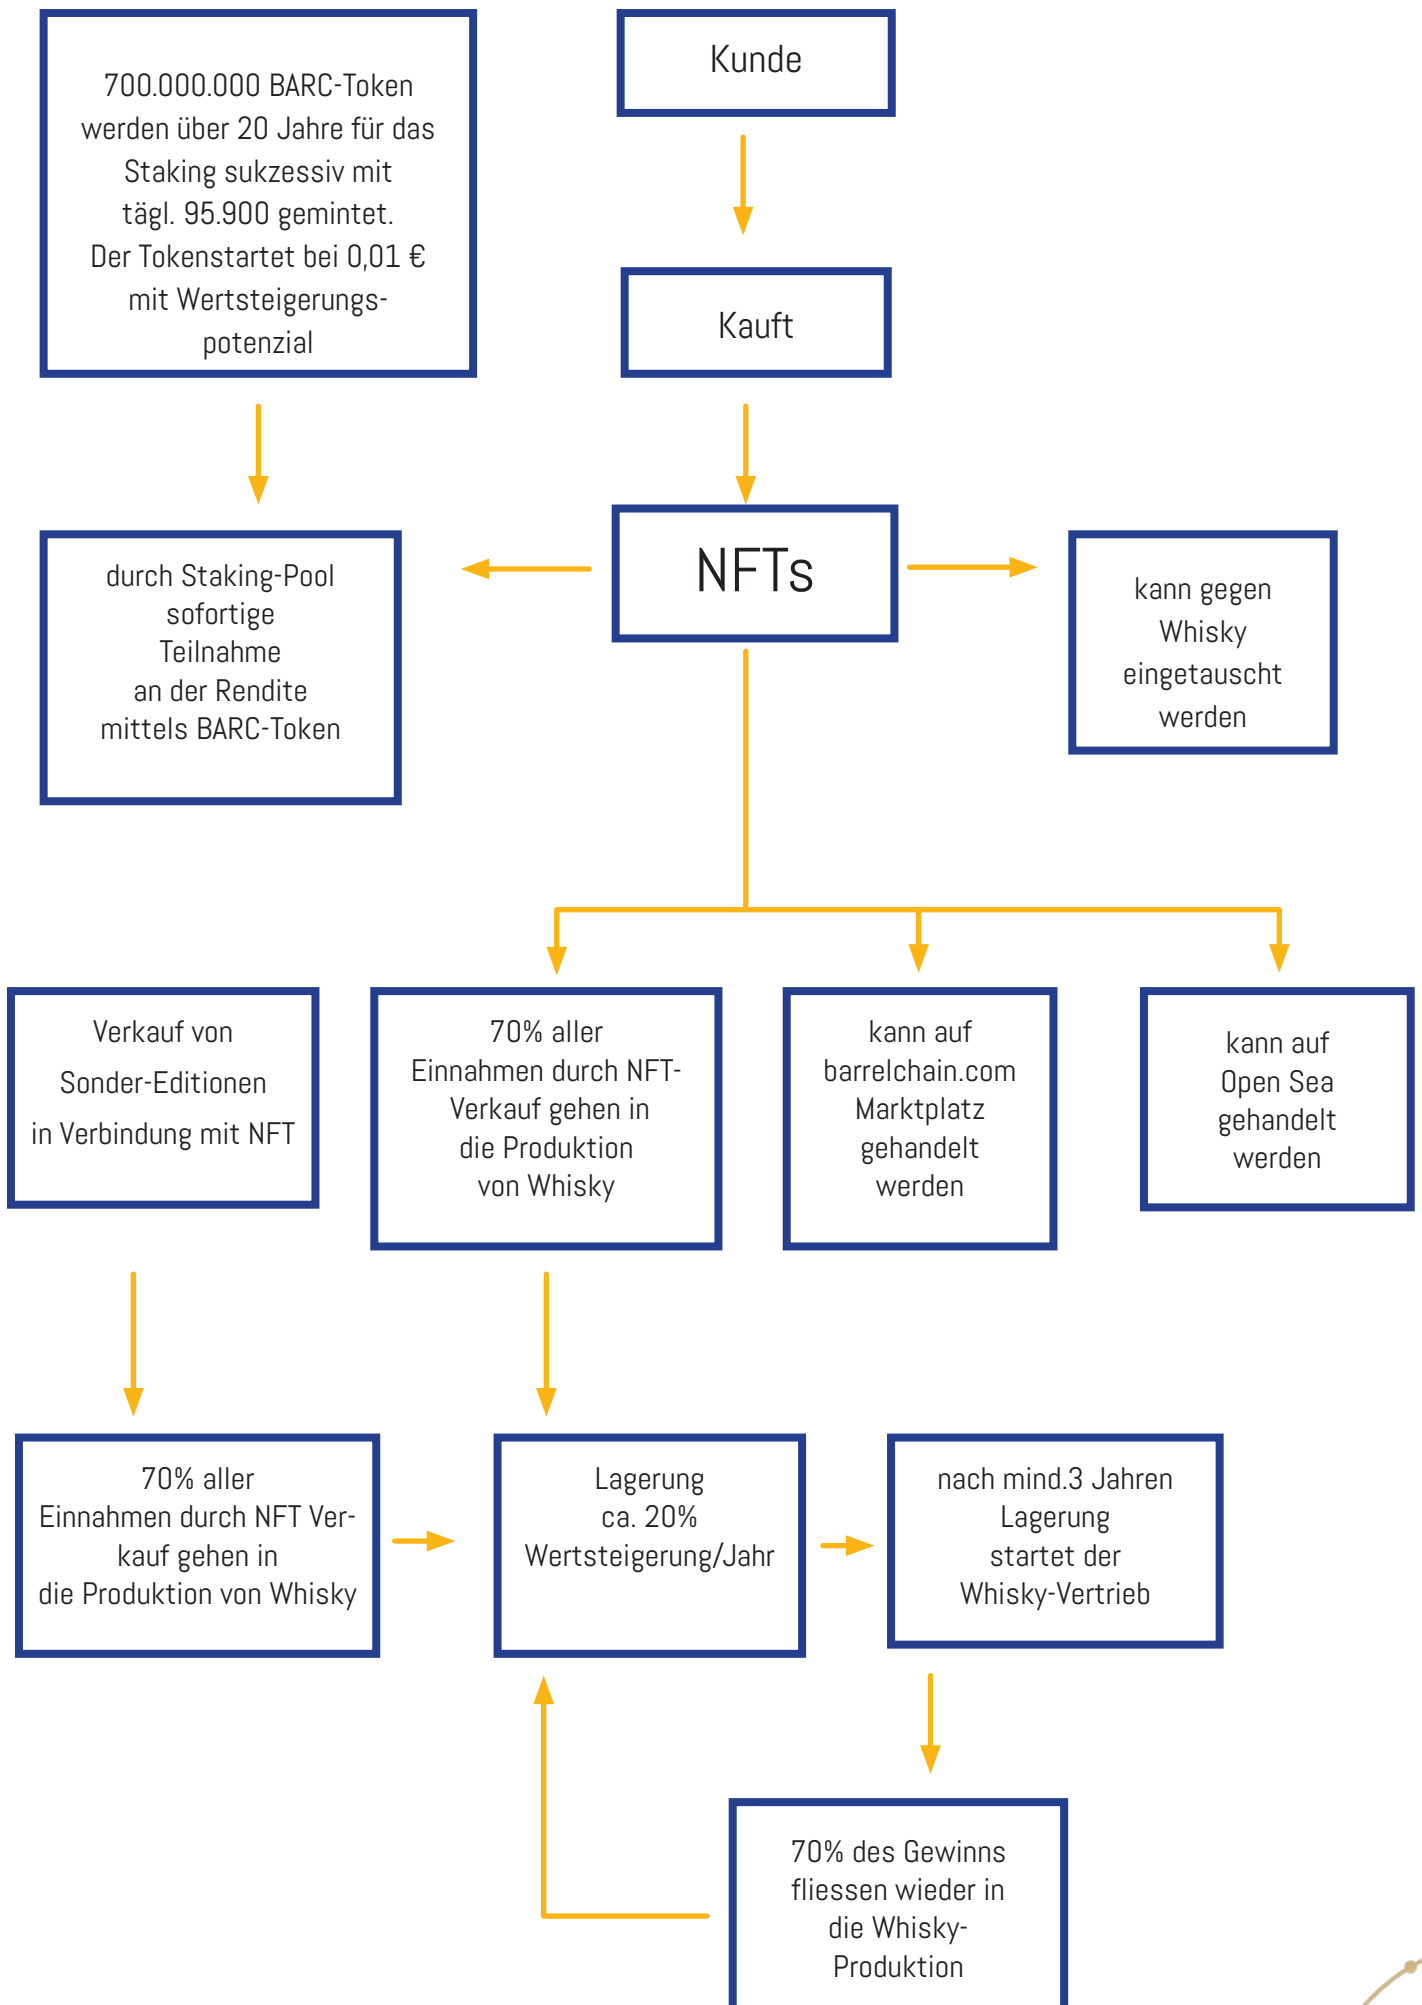 700.000.000 BARC-Token
werden über 20 Jahre für das
Staking sukzessiv mit
tägl. 95.900 gemintet.
Der Tokenstartet bei 0,01 €
mit Wertsteigerungs-
potenzial
Kunde
Kauft
NFTs
durch Staking-Pool
sofortige
Teilnahme
an der Rendite
mittels BARC-Token
kann gegen
Whisky
eingetauscht
werden
Verkauf von
Sonder-Editionen
in Verbindung mit NFT
70% aller
Einnahmen durch NFT-
Verkauf gehen in
die Produktion
von Whisky
kann auf
barrelchain.com
Marktplatz
gehandelt
werden
kann auf
Open Sea
gehandelt
werden
70% aller
Einnahmen durch NFT Ver-
kauf gehen in
die Produktion von Whisky
Lagerung
ca. 20%
Wertsteigerung/Jahr
nach mind.3 Jahren
Lagerung
startet der
Whisky-Vertrieb
70% des Gewinns
fliessen wieder in
die Whisky-
Produktion